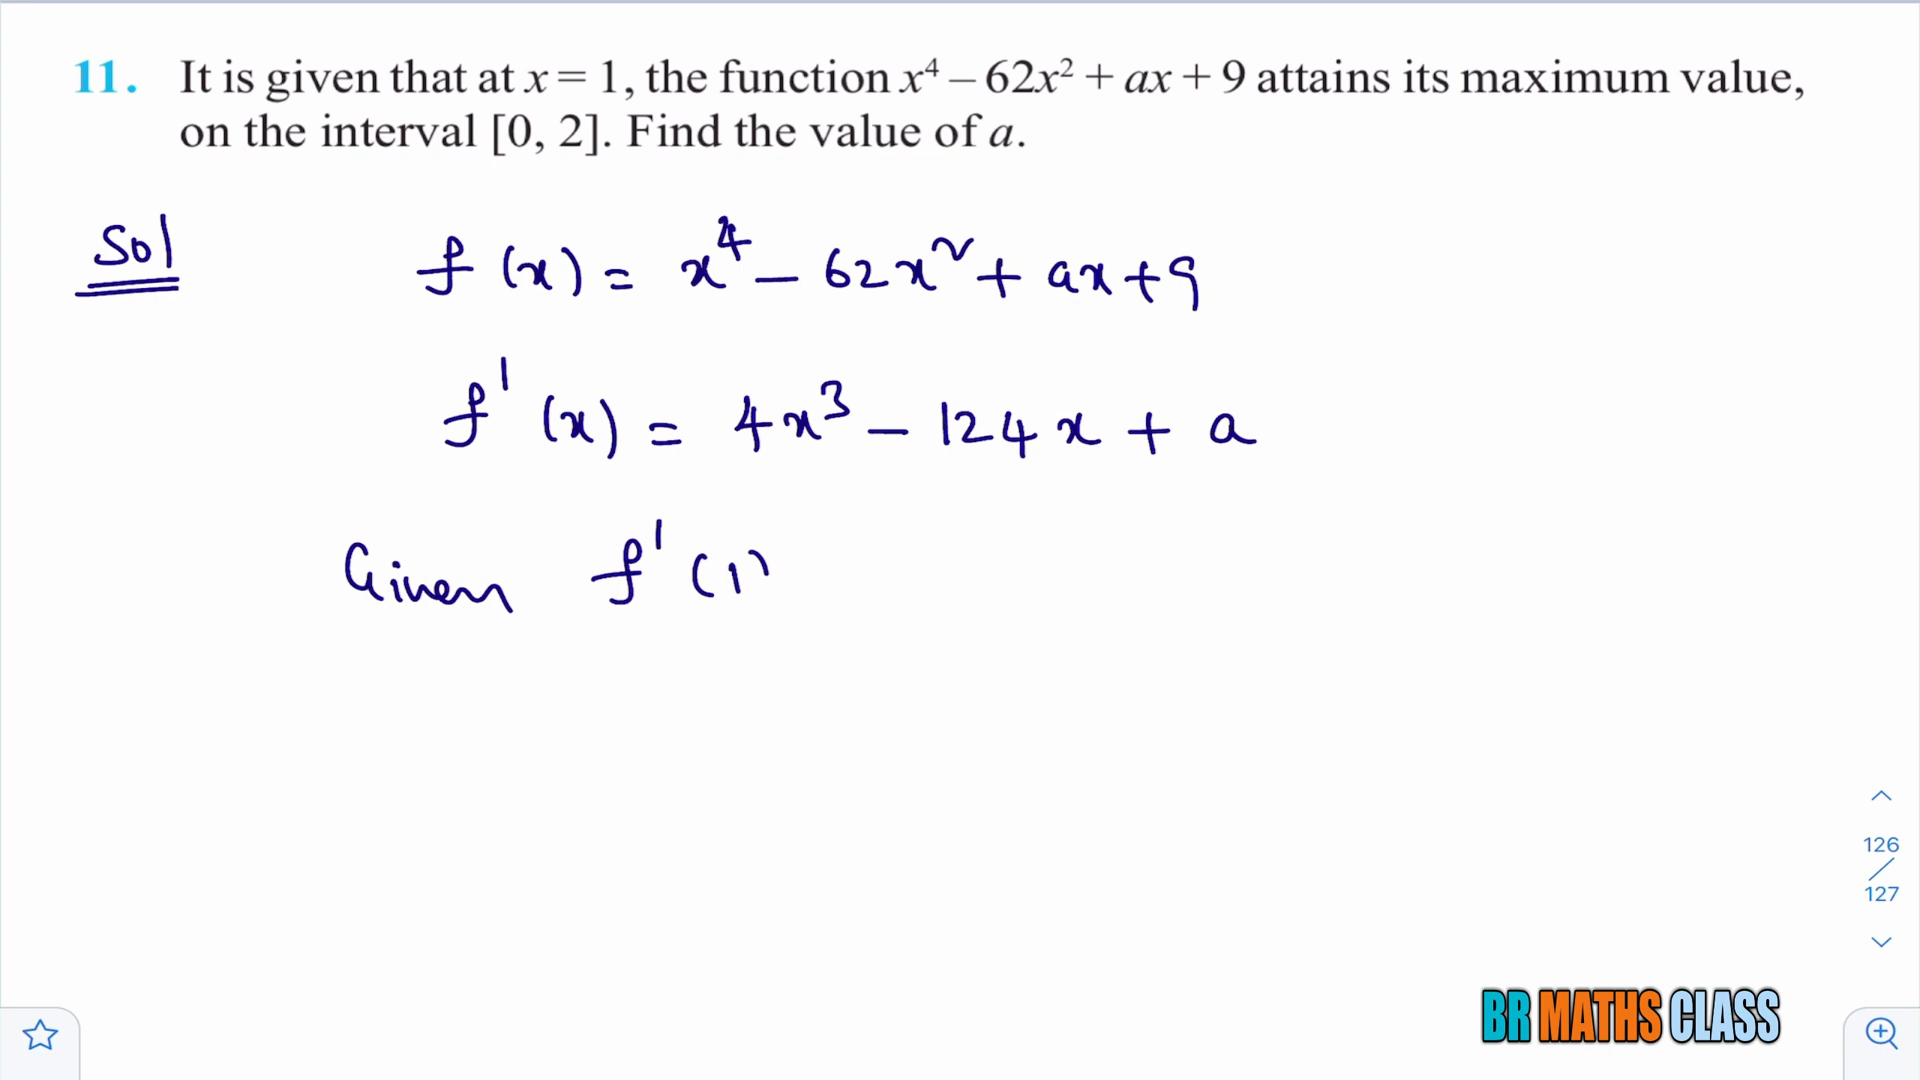 11. It is given that at x = 1, the function x⁴ – 62x² + ax + 9 attains its maximum value,
on the interval [0, 2]. Find the value of a.
Sol
f (x) = x⁴ – 62x² + ax + 9
f' (x) = 4x³ – 124x + a
Given f' (1)
126
/
127
BR MATHS CLASS